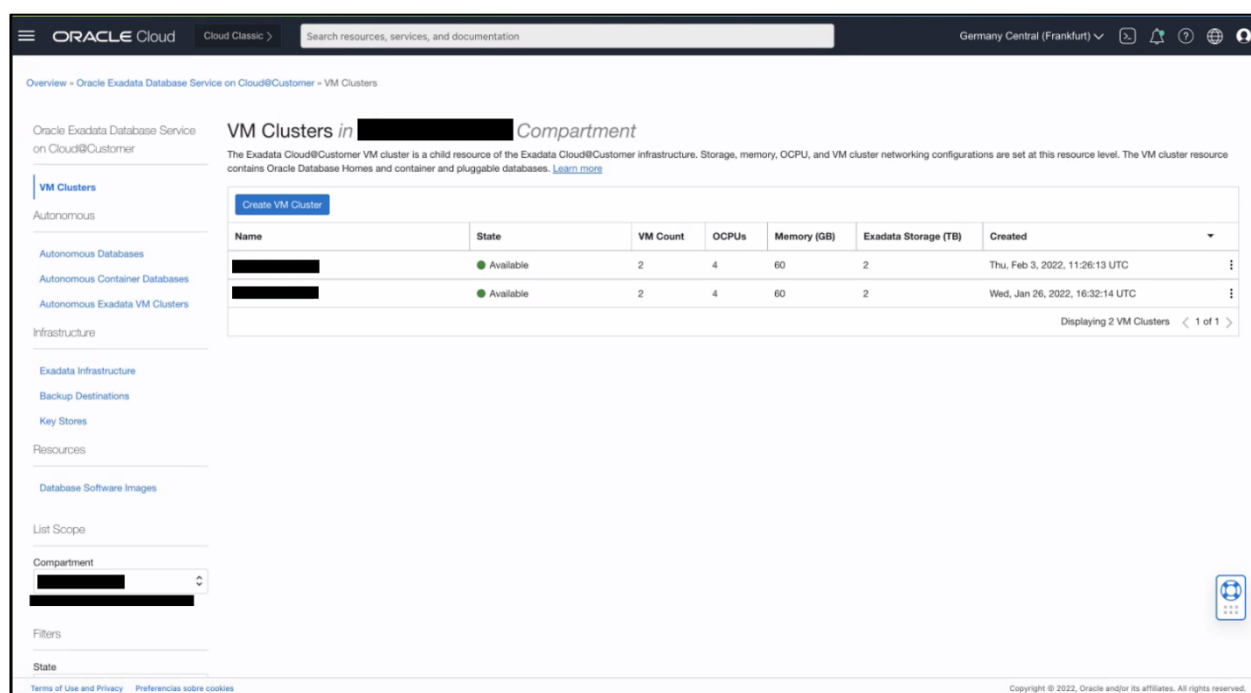 ORACLE Cloud Cloud Classic > Search resources, services, and documentation Germany Central (Frankfurt)
Overview » Oracle Exadata Database Service on Cloud@Customer » VM Clusters
Oracle Exadata Database Service
on Cloud@Customer
VM Clusters
Autonomous
Autonomous Databases
Autonomous Container Databases
Autonomous Exadata VM Clusters
Infrastructure
Exadata Infrastructure
Backup Destinations
Key Stores
Resources
Database Software Images
List Scope
Compartment
Filters
State
VM Clusters in Compartment
The Exadata Cloud@Customer VM cluster is a child resource of the Exadata Cloud@Customer infrastructure. Storage, memory, OCPU, and VM cluster networking configurations are set at this resource level. The VM cluster resource
contains Oracle Database Homes and container and pluggable databases. Learn more
Create VM Cluster
Name State VM Count OCPUs Memory (GB) Exadata Storage (TB) Created
Available 2 4 60 2 Thu, Feb 3, 2022, 11:26:13 UTC
Available 2 4 60 2 Wed, Jan 26, 2022, 16:32:14 UTC
Displaying 2 VM Clusters < 1 of 1 >
Terms of Use and Privacy Preferencias sobre cookies Copyright © 2022, Oracle and/or its affiliates. All rights reserved.